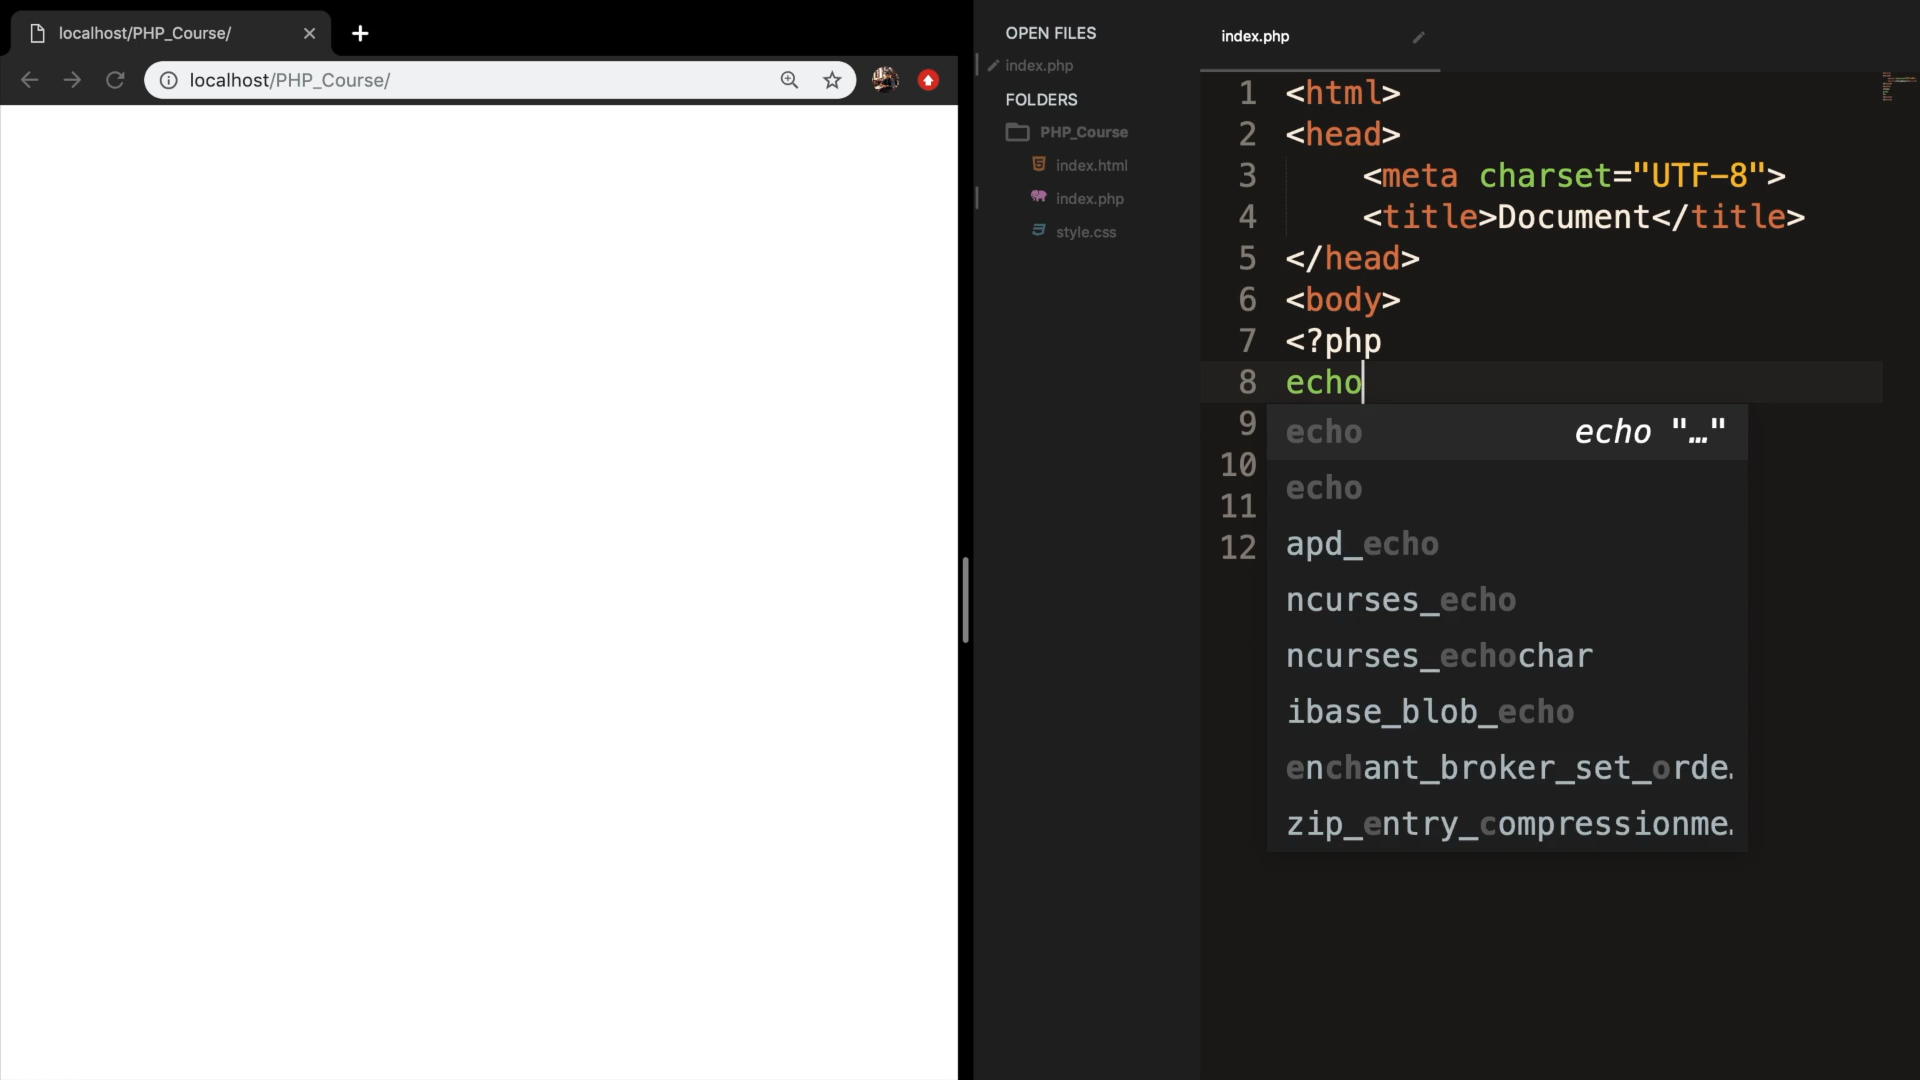 localhost/PHP_Course/
localhost/PHP_Course/
OPEN FILES
index.php
FOLDERS
PHP_Course
index.html
index.php
style.css
index.php
1 <html>
2 <head>
3 <meta charset="UTF-8">
4 <title>Document</title>
5 </head>
6 <body>
7 <?php
8 echo
9
10
11
12
echo echo "…"
echo
apd_echo
ncurses_echo
ncurses_echochar
ibase_blob_echo
enchant_broker_set_orde…
zip_entry_compressionme…